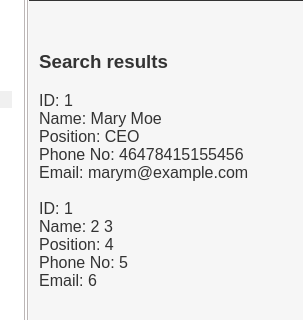 Search results
ID: 1
Name: Mary Moe
Position: CEO
Phone No: 46478415155456
Email: marym@example.com
ID: 1
Name: 2 3
Position: 4
Phone No: 5
Email: 6